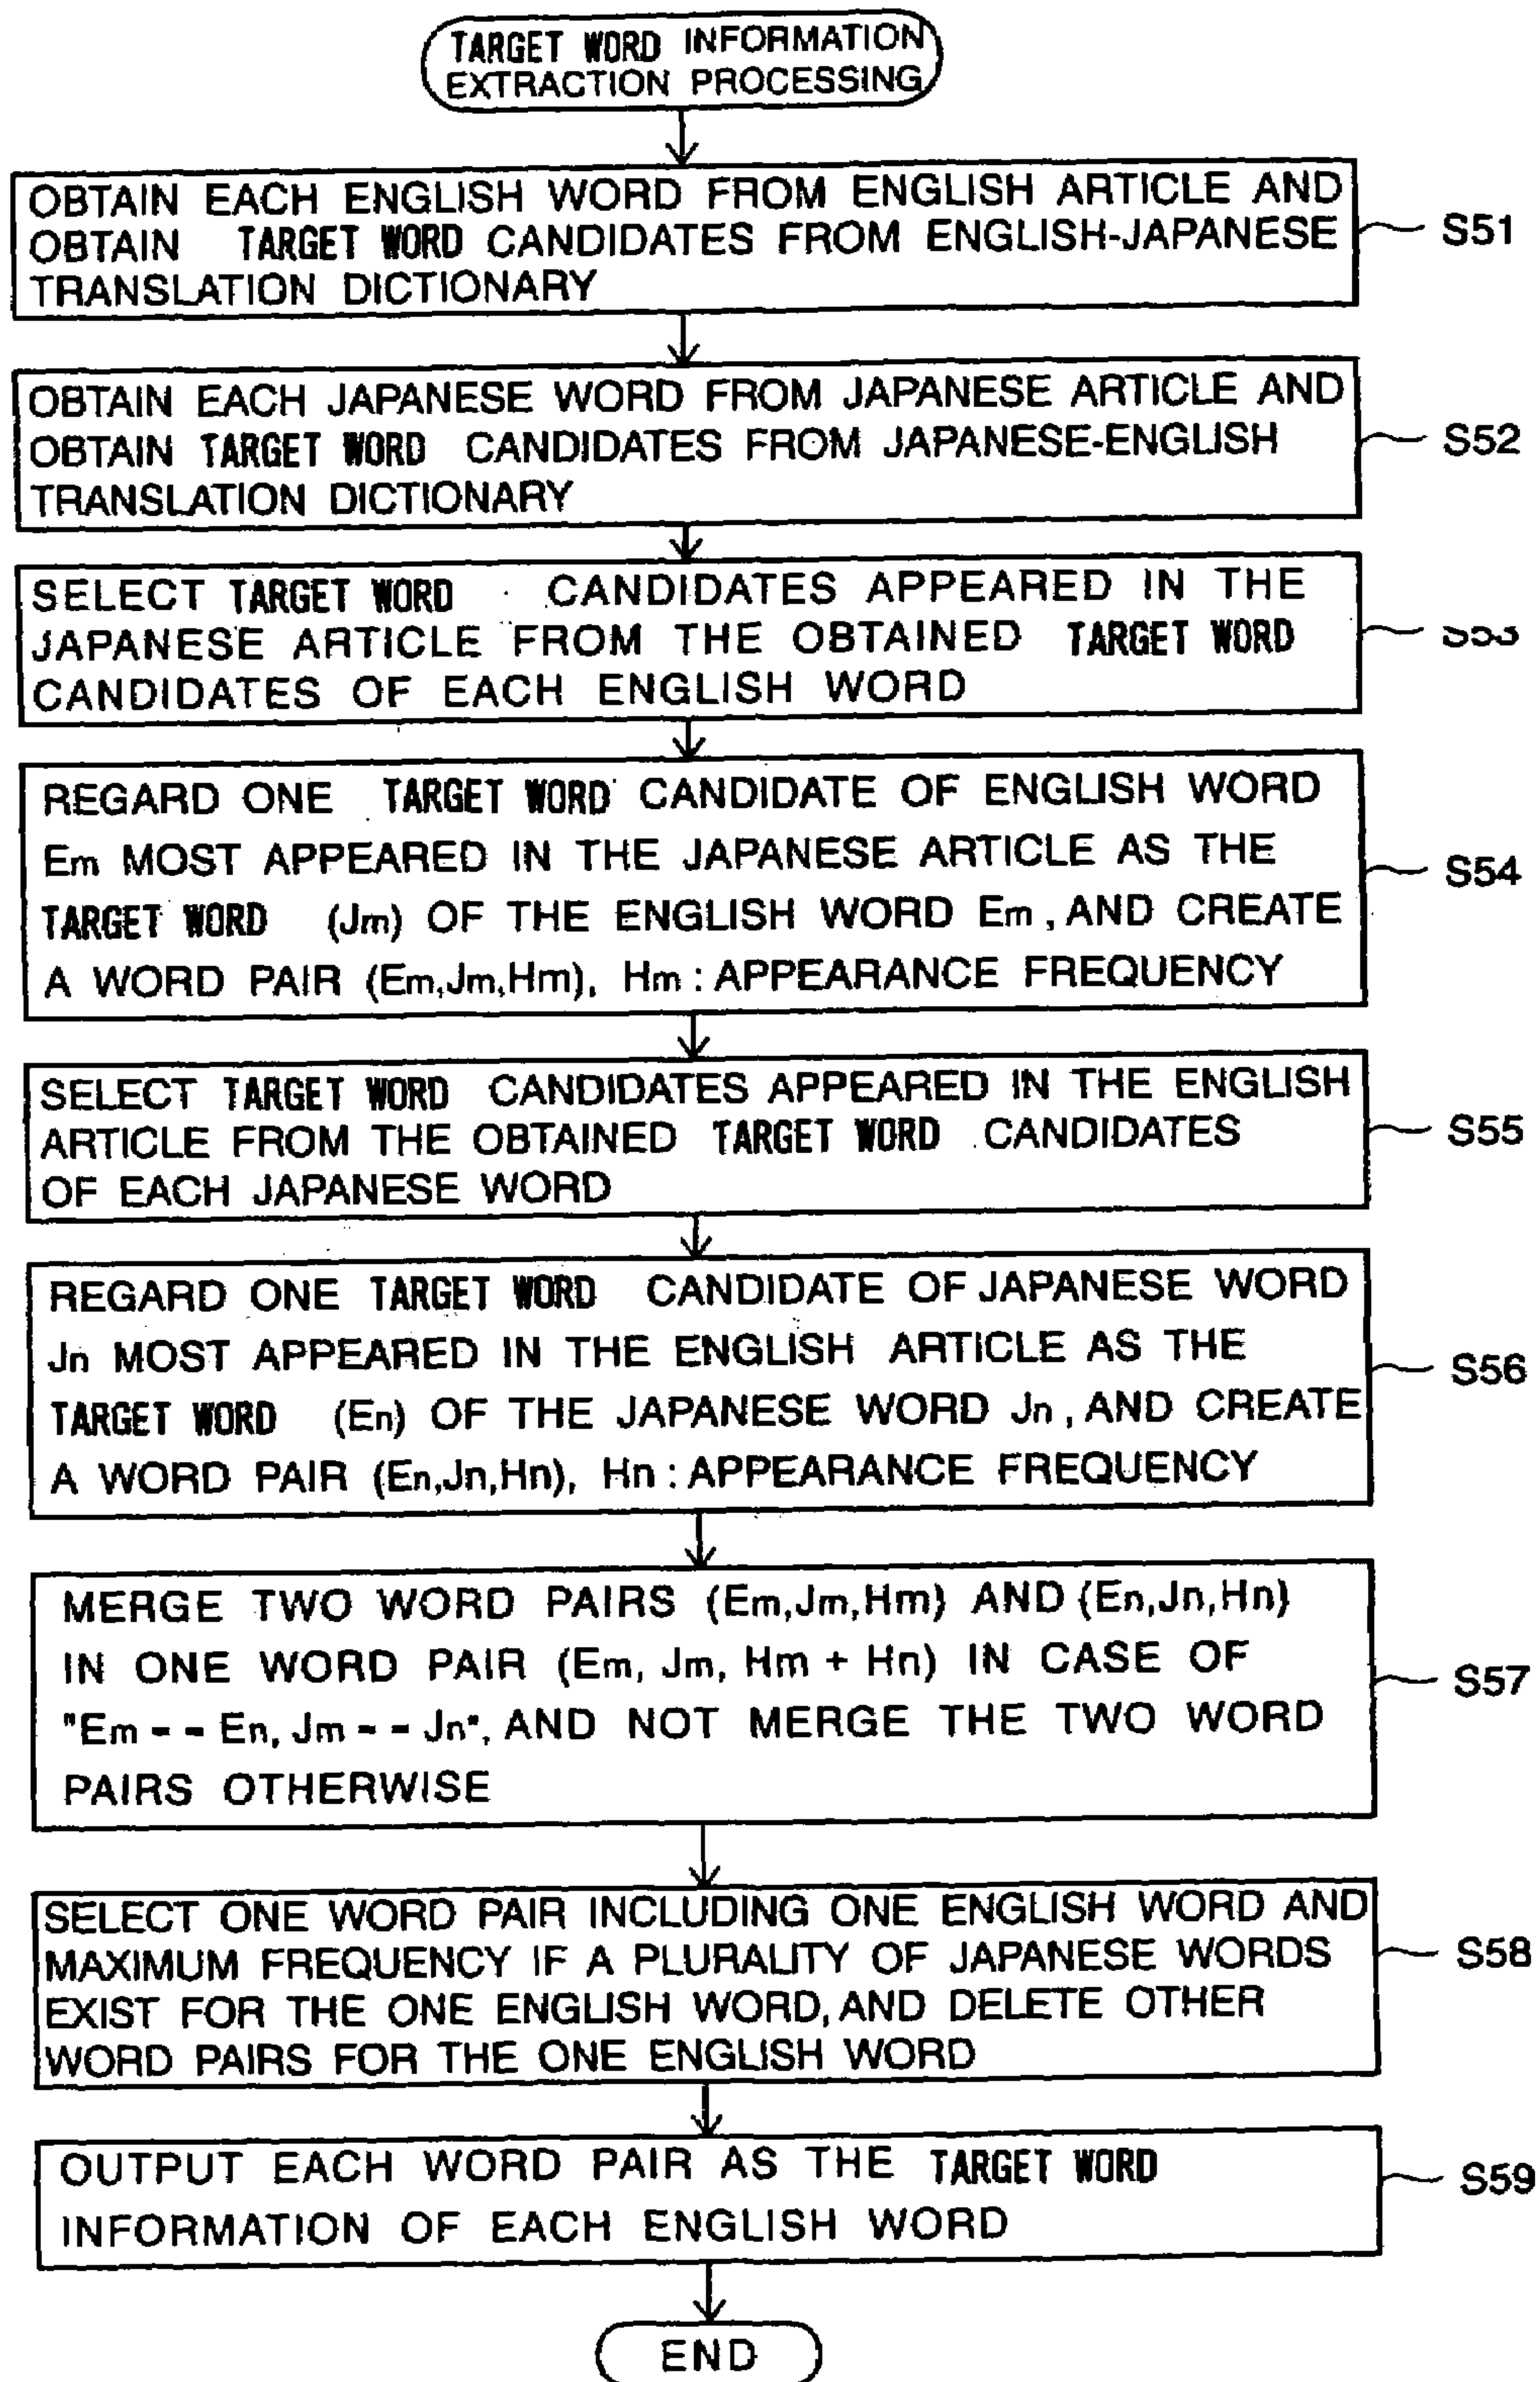 TARGET WORD INFORMATION
EXTRACTION PROCESSING
OBTAIN EACH ENGLISH WORD FROM ENGLISH ARTICLE AND
OBTAIN TARGET WORD CANDIDATES FROM ENGLISH-JAPANESE
TRANSLATION DICTIONARY
S51
OBTAIN EACH JAPANESE WORD FROM JAPANESE ARTICLE AND
OBTAIN TARGET WORD CANDIDATES FROM JAPANESE-ENGLISH
TRANSLATION DICTIONARY
S52
SELECT TARGET WORD CANDIDATES APPEARED IN THE
JAPANESE ARTICLE FROM THE OBTAINED TARGET WORD
CANDIDATES OF EACH ENGLISH WORD
REGARD ONE TARGET WORD CANDIDATE OF ENGLISH WORD
Em MOST APPEARED IN THE JAPANESE ARTICLE AS THE
TARGET WORD (Jm) OF THE ENGLISH WORD Em, AND CREATE
A WORD PAIR (Em,Jm,Hm), Hm : APPEARANCE FREQUENCY
S54
SELECT TARGET WORD CANDIDATES APPEARED IN THE ENGLISH
ARTICLE FROM THE OBTAINED TARGET WORD CANDIDATES
OF EACH JAPANESE WORD
S55
REGARD ONE TARGET WORD CANDIDATE OF JAPANESE WORD
Jn MOST APPEARED IN THE ENGLISH ARTICLE AS THE
TARGET WORD (En) OF THE JAPANESE WORD Jn, AND CREATE
A WORD PAIR (En,Jn,Hn), Hn : APPEARANCE FREQUENCY
S56
MERGE TWO WORD PAIRS (Em,Jm,Hm) AND (En,Jn,Hn)
IN ONE WORD PAIR (Em, Jm, Hm + Hn) IN CASE OF
"Em - - En, Jm - - Jn", AND NOT MERGE THE TWO WORD
PAIRS OTHERWISE
S57
SELECT ONE WORD PAIR INCLUDING ONE ENGLISH WORD AND
MAXIMUM FREQUENCY IF A PLURALITY OF JAPANESE WORDS
EXIST FOR THE ONE ENGLISH WORD, AND DELETE OTHER
WORD PAIRS FOR THE ONE ENGLISH WORD
S58
OUTPUT EACH WORD PAIR AS THE TARGET WORD
INFORMATION OF EACH ENGLISH WORD
S59
END